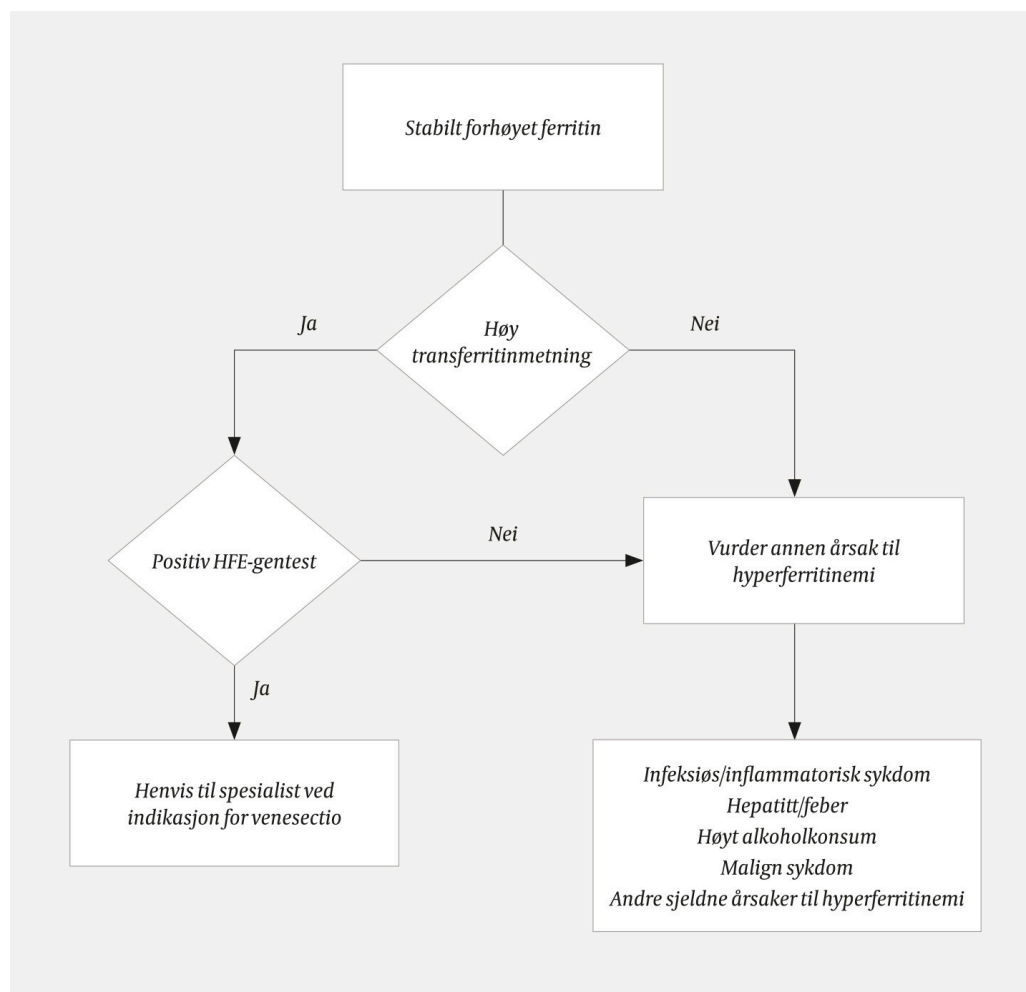 Stabilt forhøyet ferritin
Ja
Høy
transferritinmetning
Nei
Positiv HFE-gentest
Nei
Vurder annen årsak til
hyperferritinemi
Ja
Henvis til spesialist ved
indikasjon for venesectio
Infeksiøs/inflammatorisk sykdom
Hepatitt/feber
Høyt alkoholkonsum
Malign sykdom
Andre sjeldne årsaker til hyperferritinemi